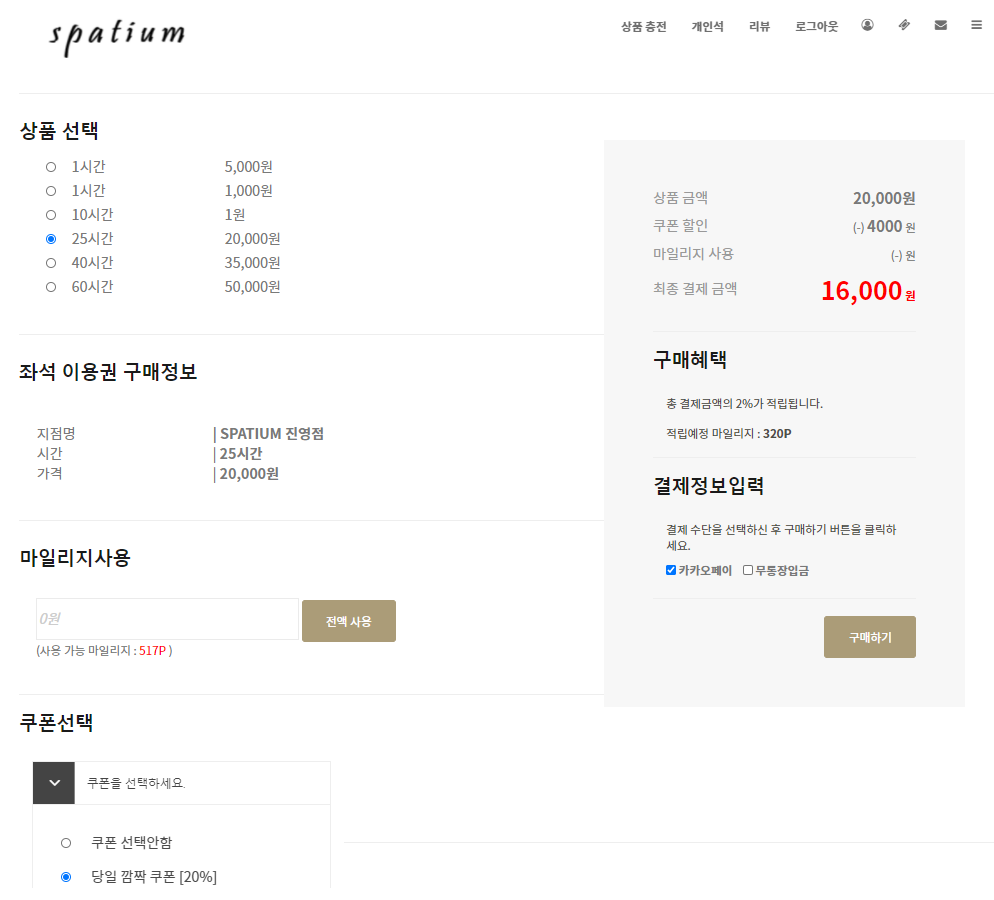 spatium
상품 충전 개인석 리뷰 로그아웃
상품 선택
1시간 5,000원
1시간 1,000원
10시간 1원
25시간 20,000원
40시간 35,000원
60시간 50,000원
좌석 이용권 구매정보
지점명 | SPATIUM 진영점
시간 | 25시간
가격 | 20,000원
마일리지사용
0원 전액 사용
(사용 가능 마일리지 : 517P )
쿠폰선택
쿠폰을 선택하세요.
쿠폰 선택안함
당일 깜짝 쿠폰 [20%]
상품 금액 20,000원
쿠폰 할인 (-) 4000 원
마일리지 사용 (-) 원
최종 결제 금액 16,000 원
구매혜택
총 결제금액의 2%가 적립됩니다.
적립예정 마일리지 : 320P
결제정보입력
결제 수단을 선택하신 후 구매하기 버튼을 클릭하
세요.
카카오페이 무통장입금
구매하기